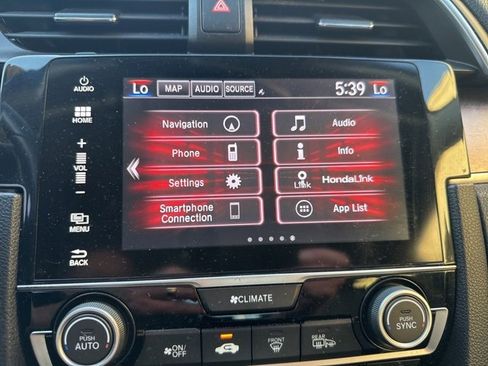 AUDIO
Lo MAP AUDIO SOURCE 5:39 Lo
HOME
Navigation Audio
+
Phone Info
VOL
Settings Link HondaLink
−
Smartphone
Connection App List
MENU
BACK
CLIMATE
PUSH
AUTO
PUSH
SYNC
ON/
OFF
FRONT
REAR